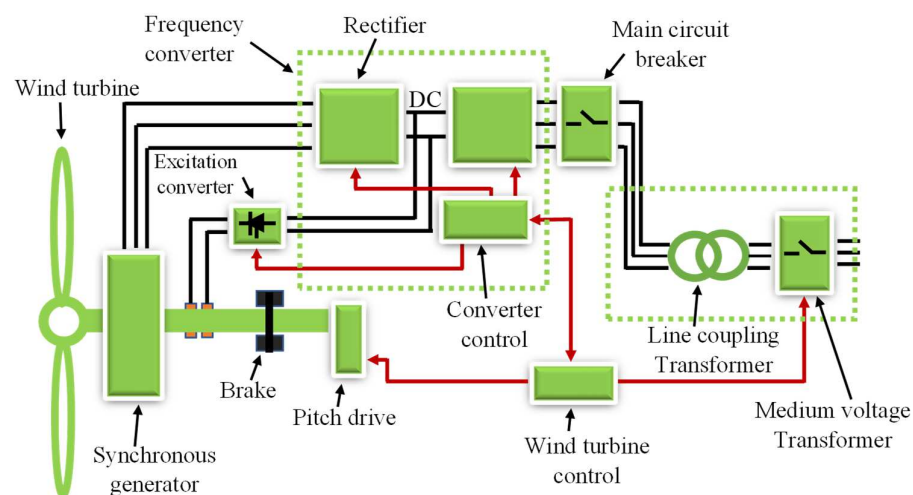 Frequency
converter
Rectifier
Main circuit
breaker
Wind turbine
DC
Excitation
converter
Converter
control
Line coupling
Transformer
Brake
Pitch drive
Medium voltage
Transformer
Wind turbine
control
Synchronous
generator